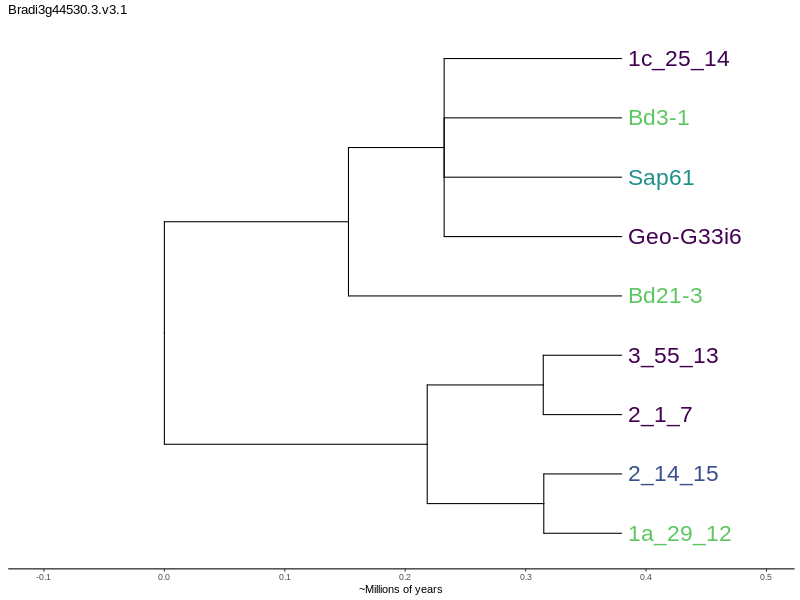 Bradi3g44530.3.v3.1
1c_25_14
Bd3-1
Sap61
Geo-G33i6
Bd21-3
3_55_13
2_1_7
2_14_15
1a_29_12
-0.1 0.0 0.1 0.2 0.3 0.4 0.5
~Millions of years